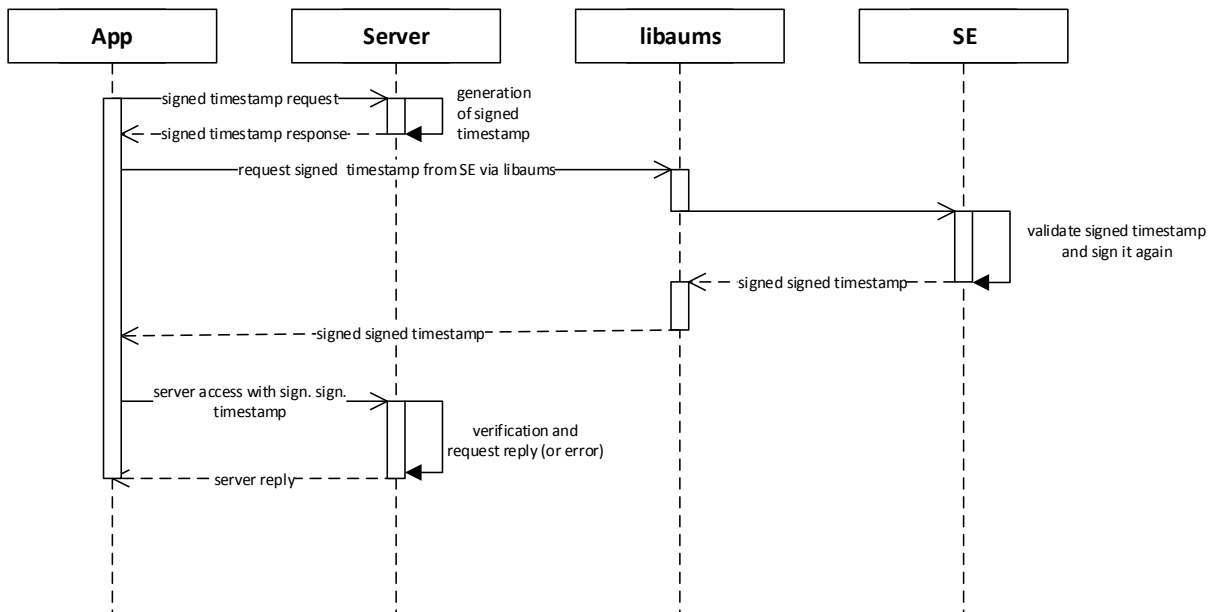 App
Server
libaums
SE
signed timestamp request
generation
of signed
timestamp
signed timestamp response
request signed  timestamp from SE via libaums
validate signed timestamp
and sign it again
signed signed timestamp
signed signed timestamp
server access with sign. sign.
timestamp
verification and
request reply (or error)
server reply